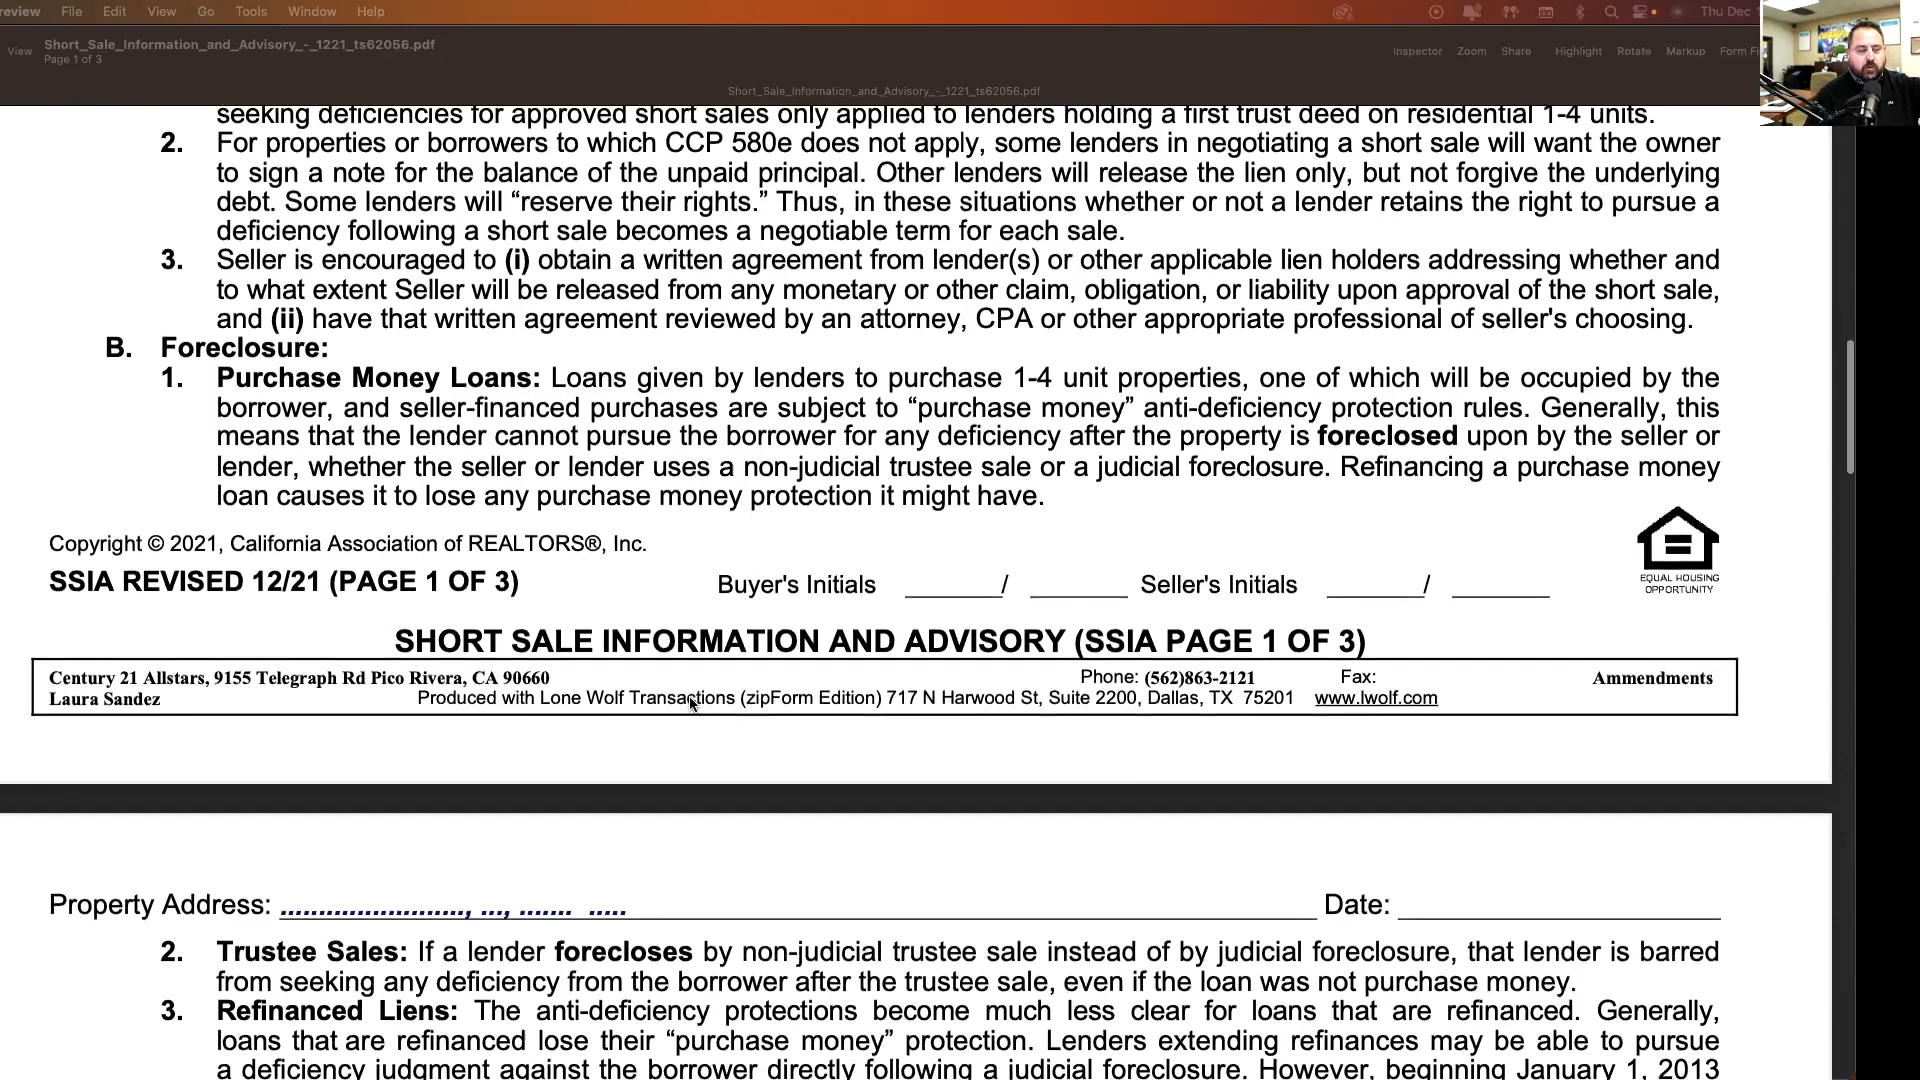 review File Edit View Go Tools Window Help Thu Dec
View Short_Sale_Information_and_Advisory_-_1221_ts62056.pdf Inspector Zoom Share Highlight Rotate Markup Form Fi
Page 1 of 3
Short_Sale_Information_and_Advisory_-_1221_ts62056.pdf
seeking deficiencies for approved short sales only applied to lenders holding a first trust deed on residential 1-4 units.
2. For properties or borrowers to which CCP 580e does not apply, some lenders in negotiating a short sale will want the owner
to sign a note for the balance of the unpaid principal. Other lenders will release the lien only, but not forgive the underlying
debt. Some lenders will “reserve their rights.” Thus, in these situations whether or not a lender retains the right to pursue a
deficiency following a short sale becomes a negotiable term for each sale.
3. Seller is encouraged to (i) obtain a written agreement from lender(s) or other applicable lien holders addressing whether and
to what extent Seller will be released from any monetary or other claim, obligation, or liability upon approval of the short sale,
and (ii) have that written agreement reviewed by an attorney, CPA or other appropriate professional of seller's choosing.
B. Foreclosure:
1. Purchase Money Loans: Loans given by lenders to purchase 1-4 unit properties, one of which will be occupied by the
borrower, and seller-financed purchases are subject to “purchase money” anti-deficiency protection rules. Generally, this
means that the lender cannot pursue the borrower for any deficiency after the property is foreclosed upon by the seller or
lender, whether the seller or lender uses a non-judicial trustee sale or a judicial foreclosure. Refinancing a purchase money
loan causes it to lose any purchase money protection it might have.
Copyright © 2021, California Association of REALTORS®, Inc.
SSIA REVISED 12/21 (PAGE 1 OF 3) Buyer's Initials ________/ ________ Seller's Initials ________/ ________
EQUAL HOUSING
OPPORTUNITY
SHORT SALE INFORMATION AND ADVISORY (SSIA PAGE 1 OF 3)
Century 21 Allstars, 9155 Telegraph Rd Pico Rivera, CA 90660 Phone: (562)863-2121 Fax: Ammendments
Laura Sandez Produced with Lone Wolf Transactions (zipForm Edition) 717 N Harwood St, Suite 2200, Dallas, TX 75201 www.lwolf.com
Property Address: ........................, ..., ....... ..... Date:
2. Trustee Sales: If a lender forecloses by non-judicial trustee sale instead of by judicial foreclosure, that lender is barred
from seeking any deficiency from the borrower after the trustee sale, even if the loan was not purchase money.
3. Refinanced Liens: The anti-deficiency protections become much less clear for loans that are refinanced. Generally,
loans that are refinanced lose their “purchase money” protection. Lenders extending refinances may be able to pursue
a deficiency judgment against the borrower directly following a judicial foreclosure. However, beginning January 1, 2013